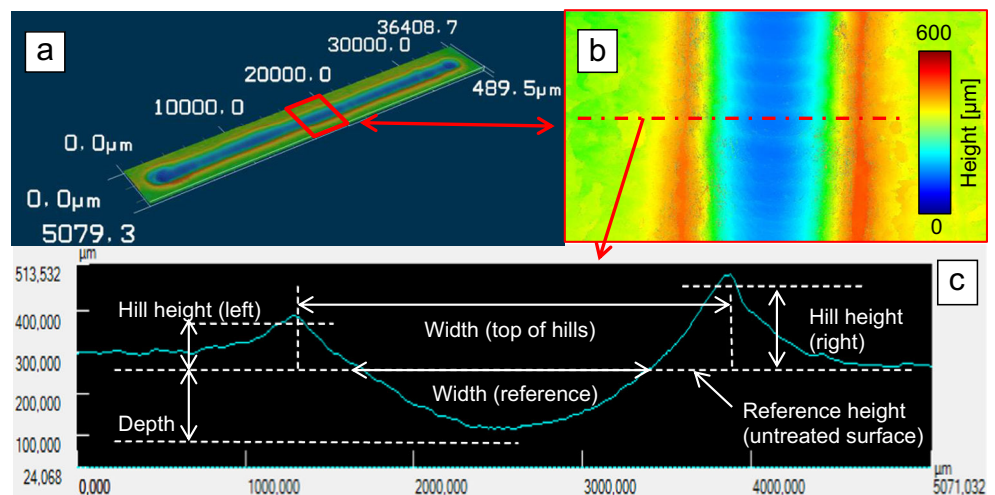 a
36408.7
30000.0
20000.0
489.5μm
10000.0
0.0μm
0.0μm
5079.3
b
600
Height [μm]
0
c
μm
513,532
400,000
300,000
200,000
100,000
24,068
Hill height (left)
Width (top of hills)
Hill height
(right)
Width (reference)
Depth
Reference height
(untreated surface)
0,000
1000,000
2000,000
3000,000
4000,000
μm
5071,032